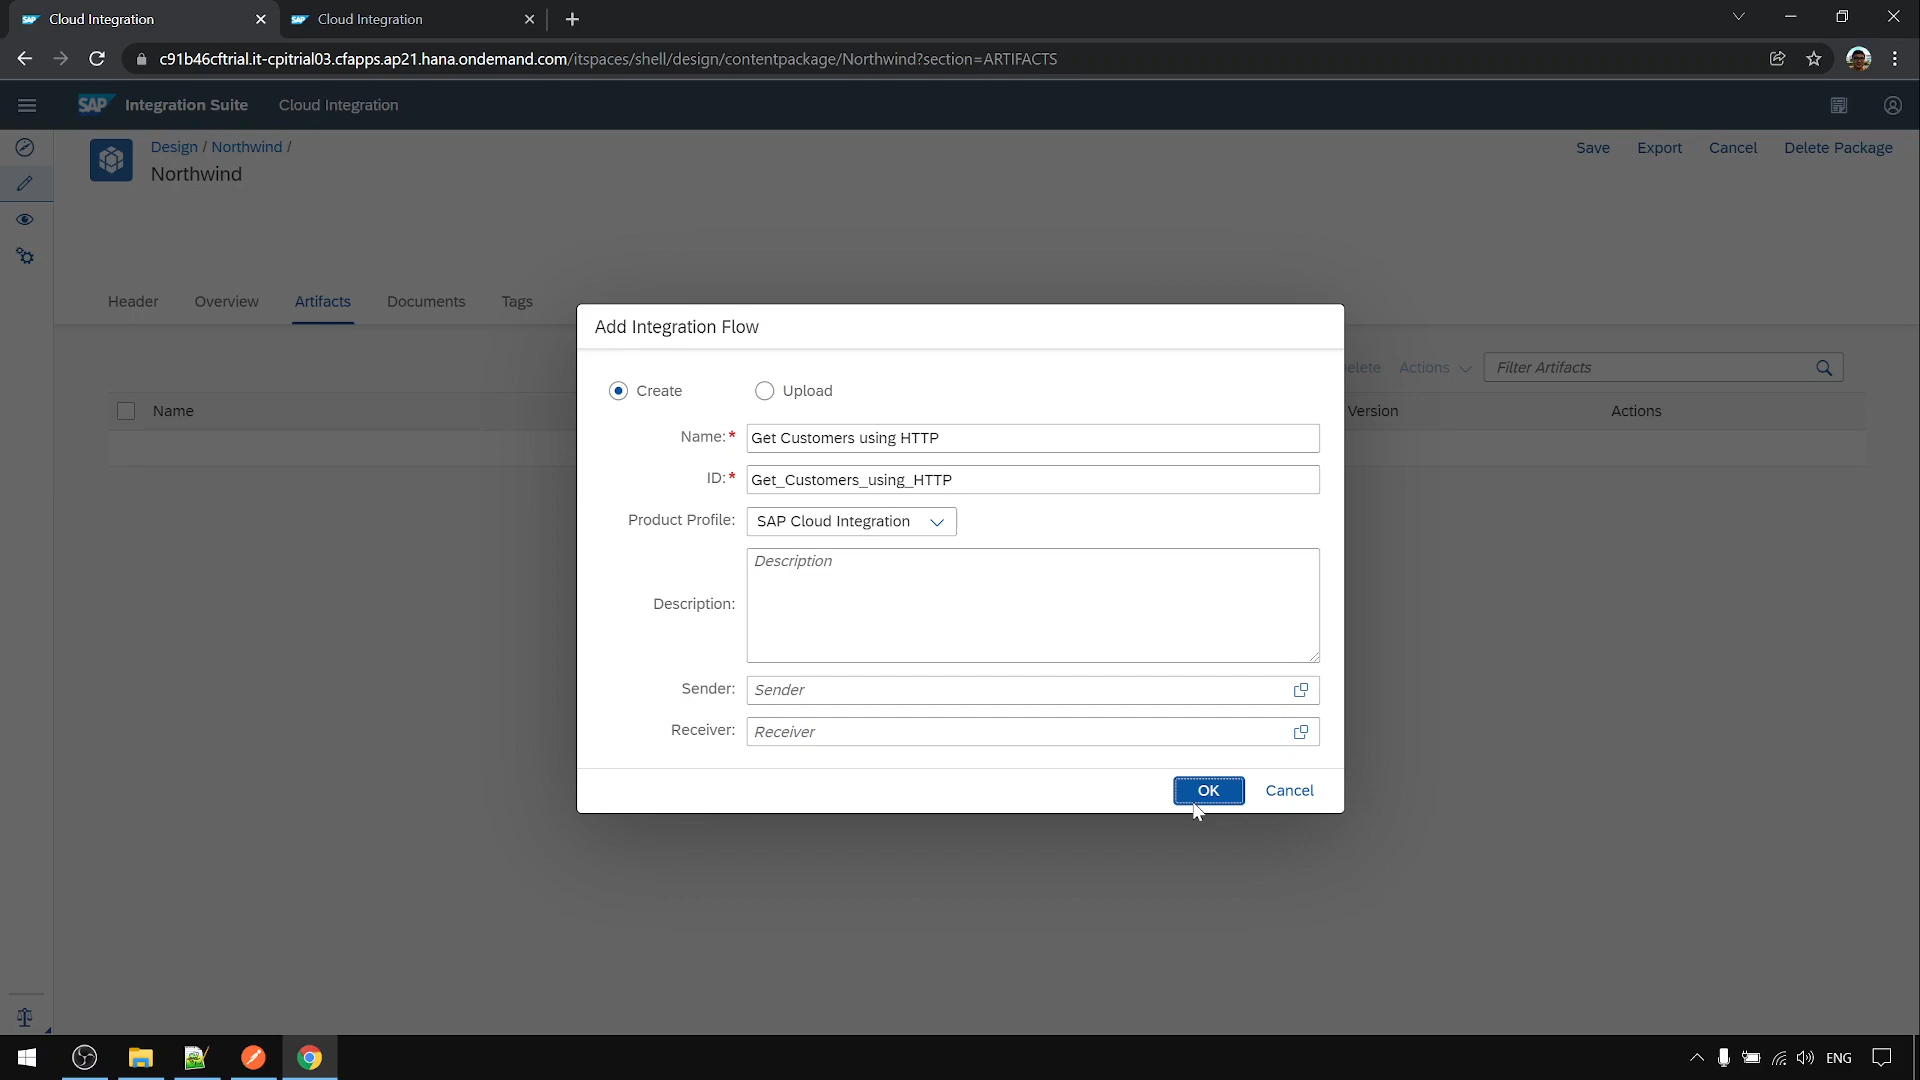 Cloud Integration
Cloud Integration
c91b46cftrial.it-cpitrial03.cfapps.ap21.hana.ondemand.com/itspaces/shell/design/contentpackage/Northwind?section=ARTIFACTS
SAP Integration Suite Cloud Integration
Design / Northwind /
Northwind
Save Export Cancel Delete Package
Header Overview Artifacts Documents Tags
elete Actions Filter Artifacts
Name Version Actions
Add Integration Flow
Create Upload
Name:* Get Customers using HTTP
ID:* Get_Customers_using_HTTP
Product Profile: SAP Cloud Integration
Description: Description
Sender: Sender
Receiver: Receiver
OK Cancel
ENG